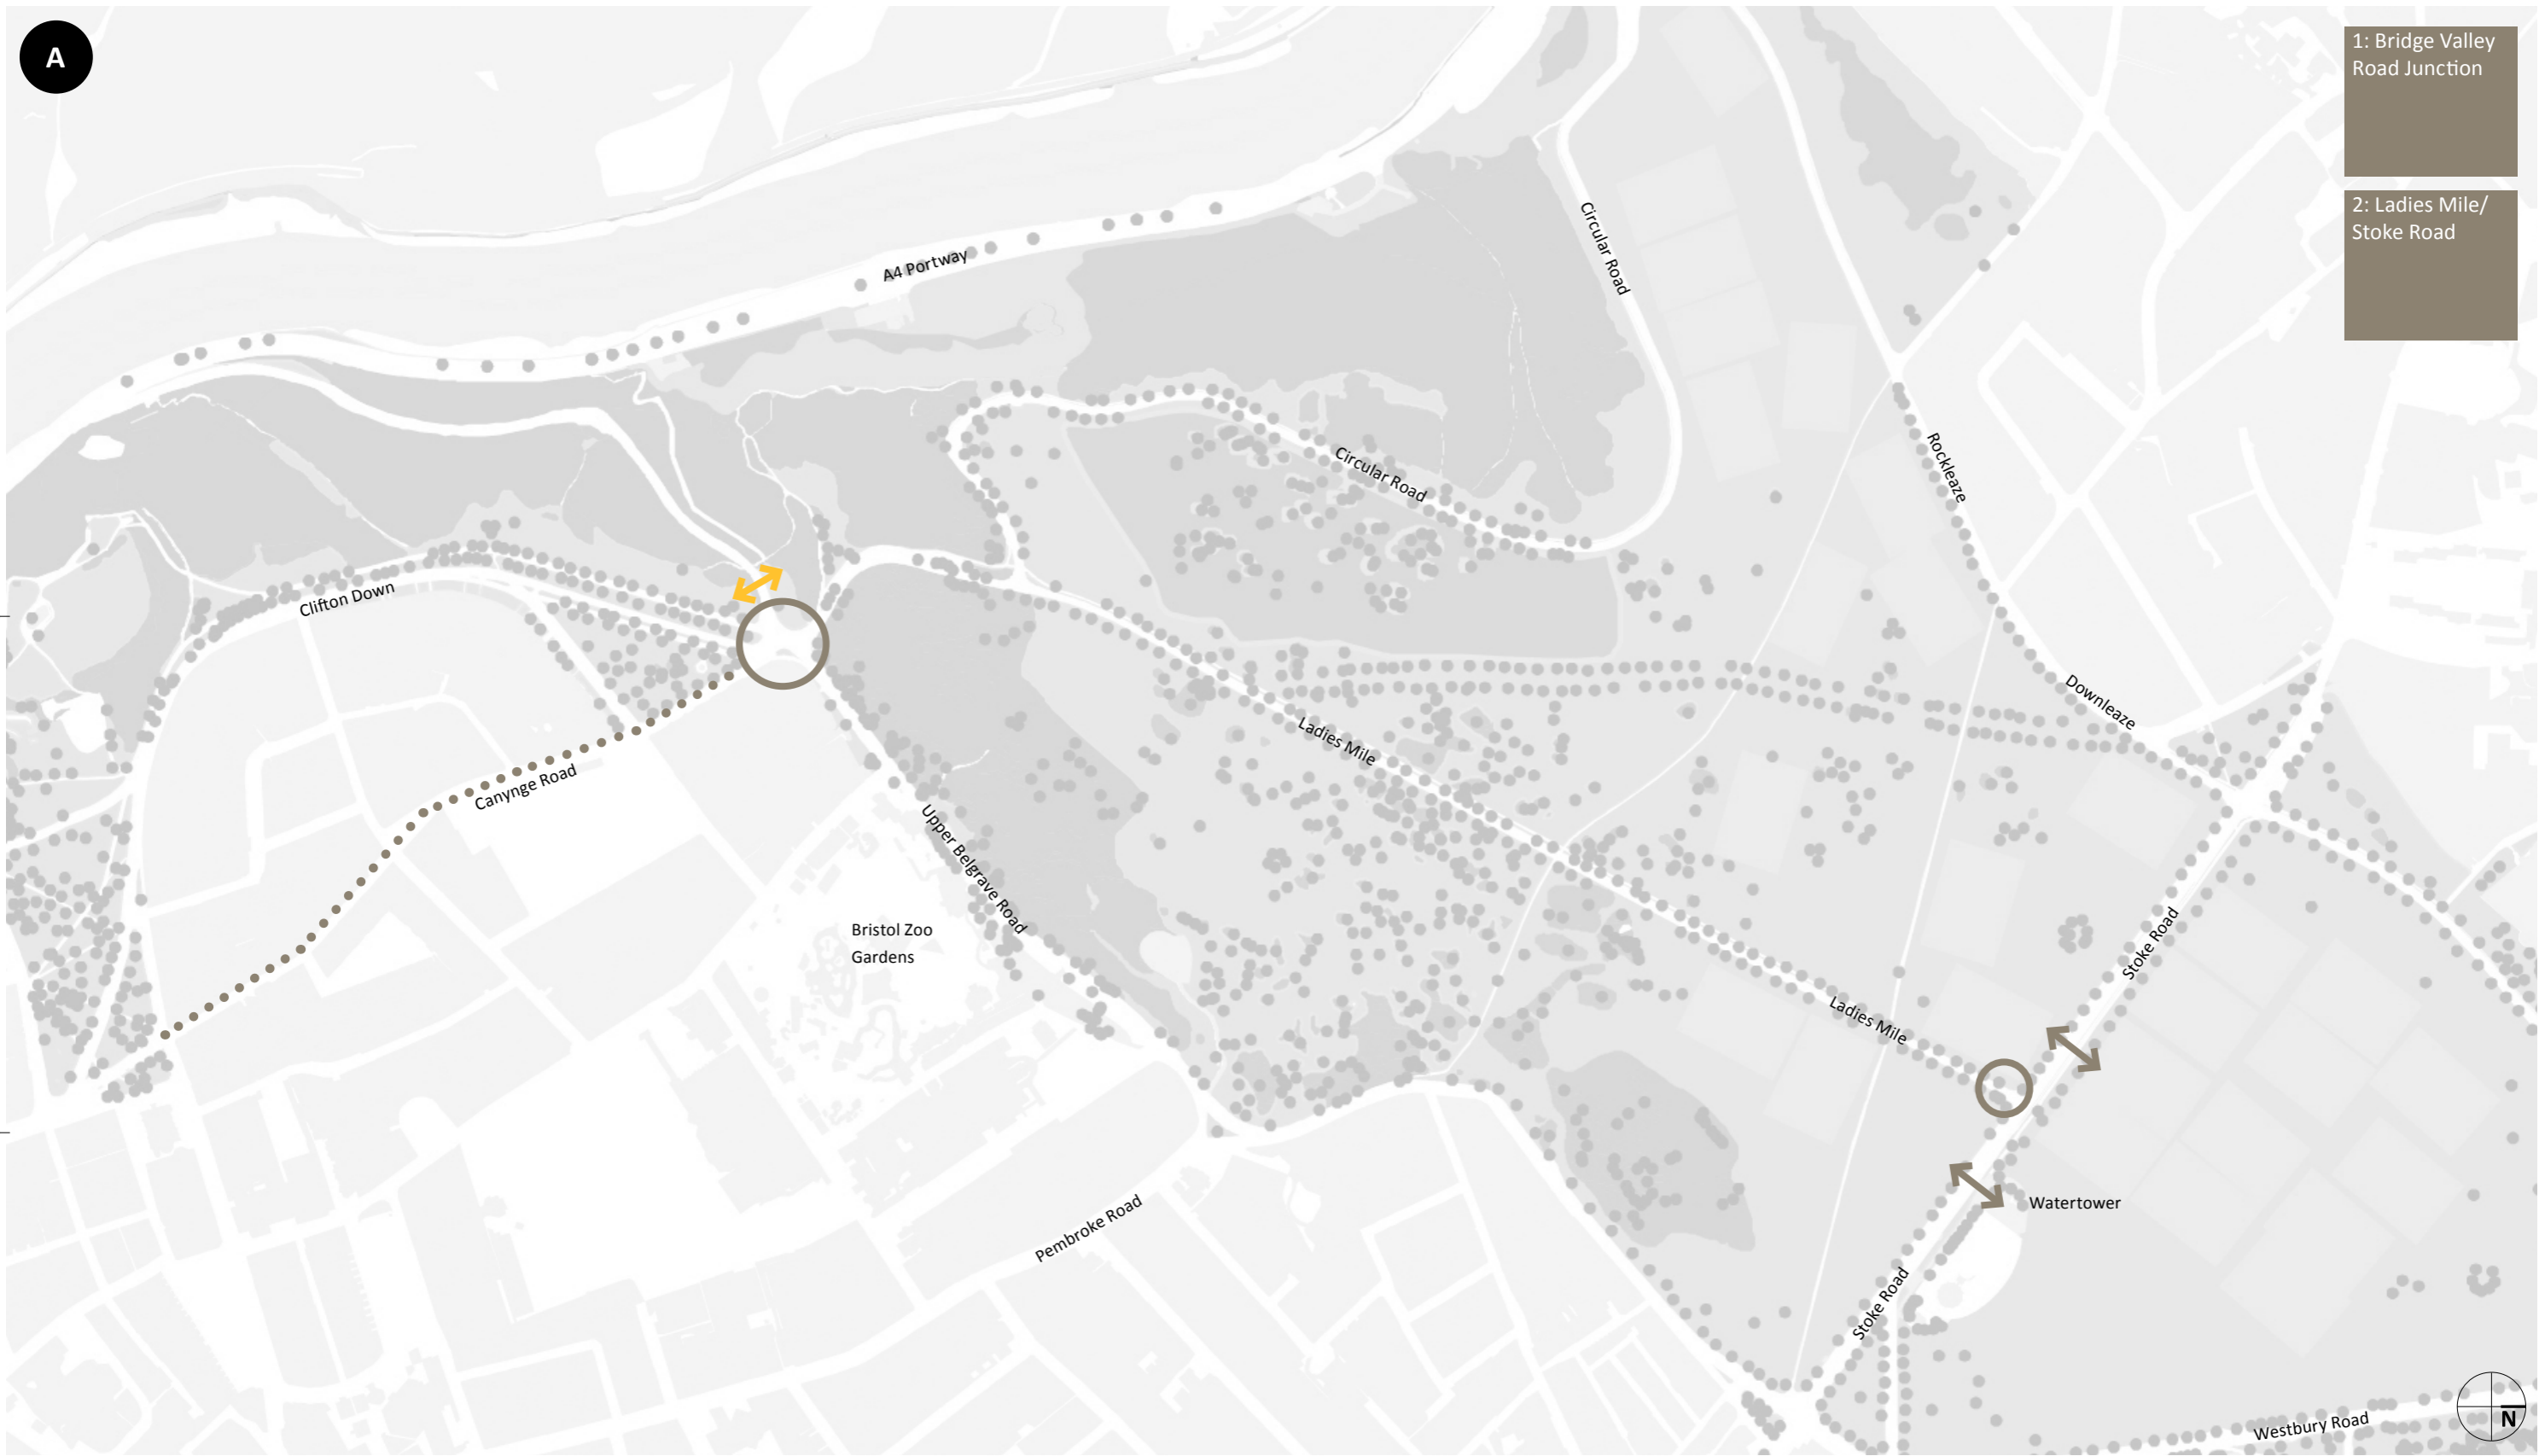 A
1: Bridge Valley
Road Junction
2: Ladies Mile/
Stoke Road
Circular Road
A4 Portway
Circular Road
Rockleaze
Clifton Down
Downleaze
Ladies Mile
Canynge Road
Upper Belgrave Road
Bristol Zoo
Gardens
Stoke Road
Ladies Mile
Watertower
Pembroke Road
Stoke Road
N
Westbury Road